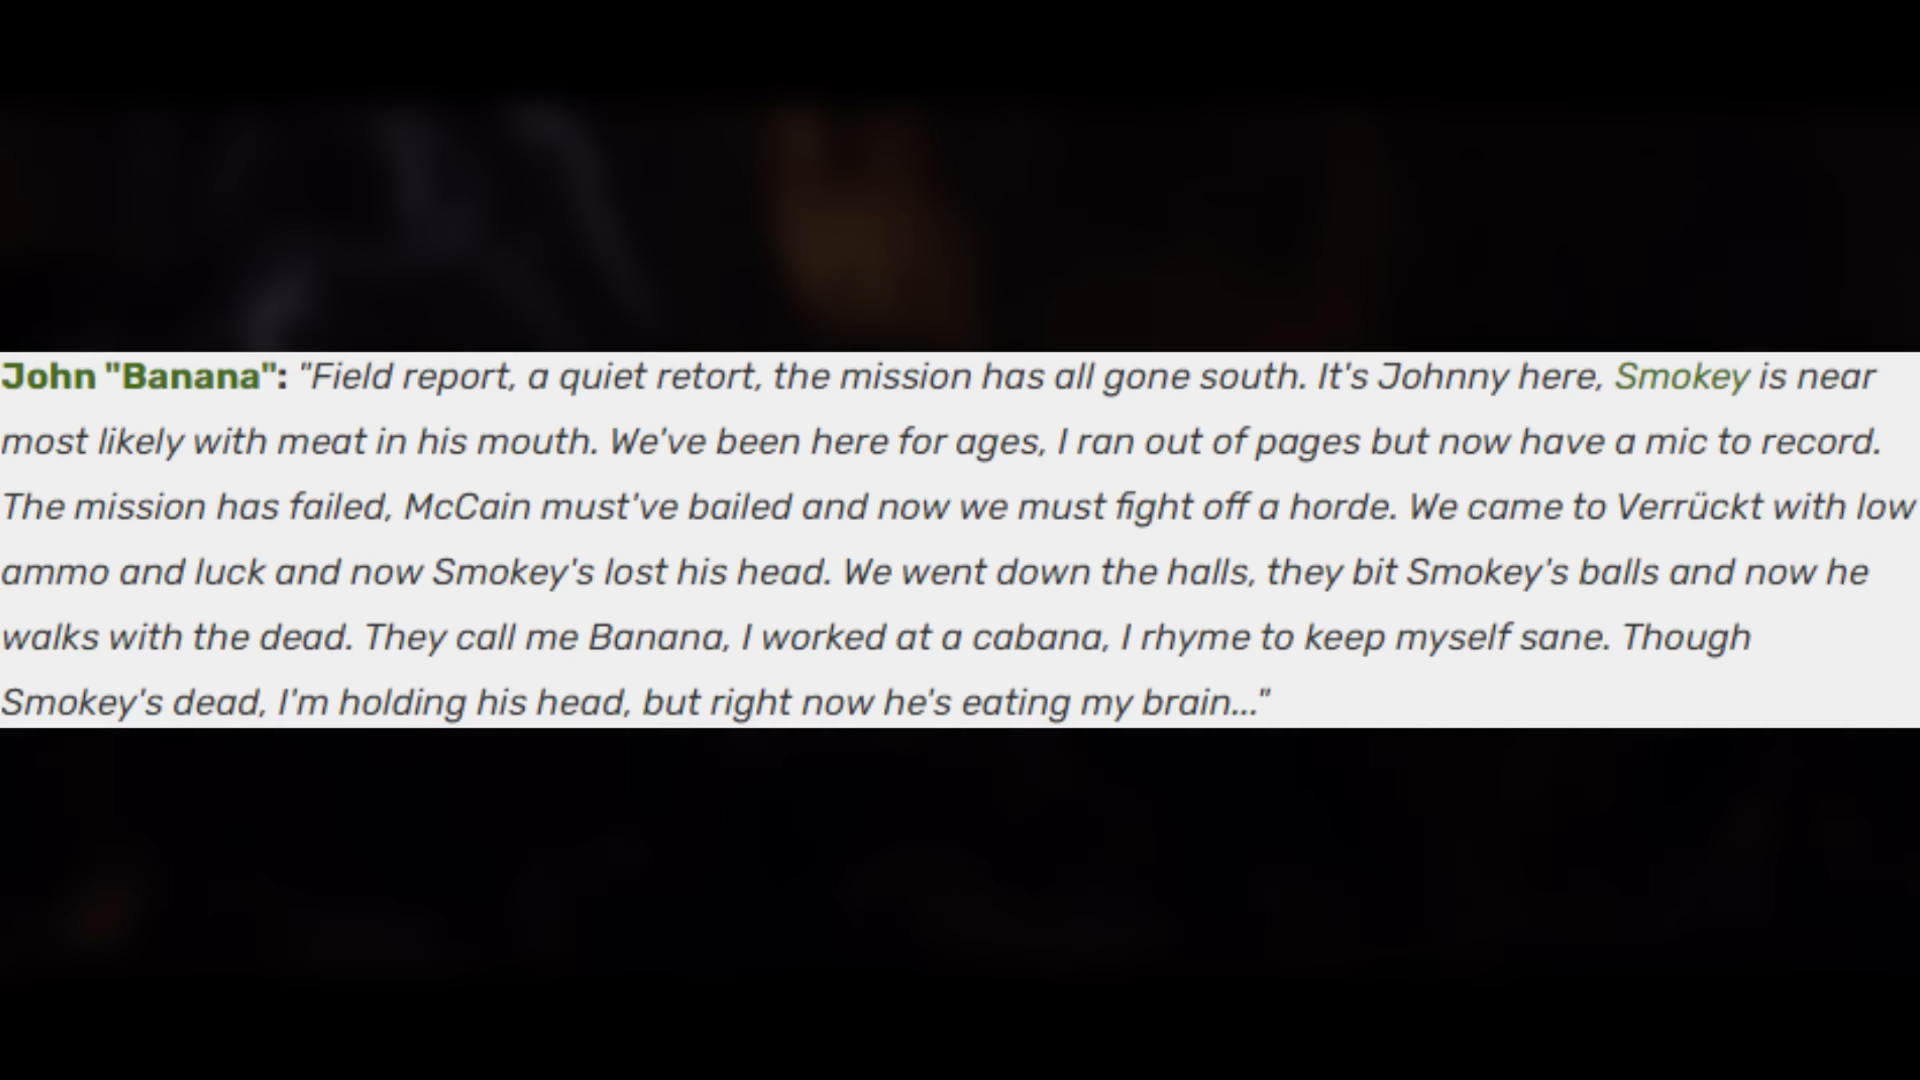 John "Banana": "Field report, a quiet retort, the mission has all gone south. It's Johnny here, Smokey is near
most likely with meat in his mouth. We've been here for ages, I ran out of pages but now have a mic to record.
The mission has failed, McCain must've bailed and now we must fight off a horde. We came to Verrückt with low
ammo and luck and now Smokey's lost his head. We went down the halls, they bit Smokey's balls and now he
walks with the dead. They call me Banana, I worked at a cabana, I rhyme to keep myself sane. Though
Smokey's dead, I'm holding his head, but right now he's eating my brain..."